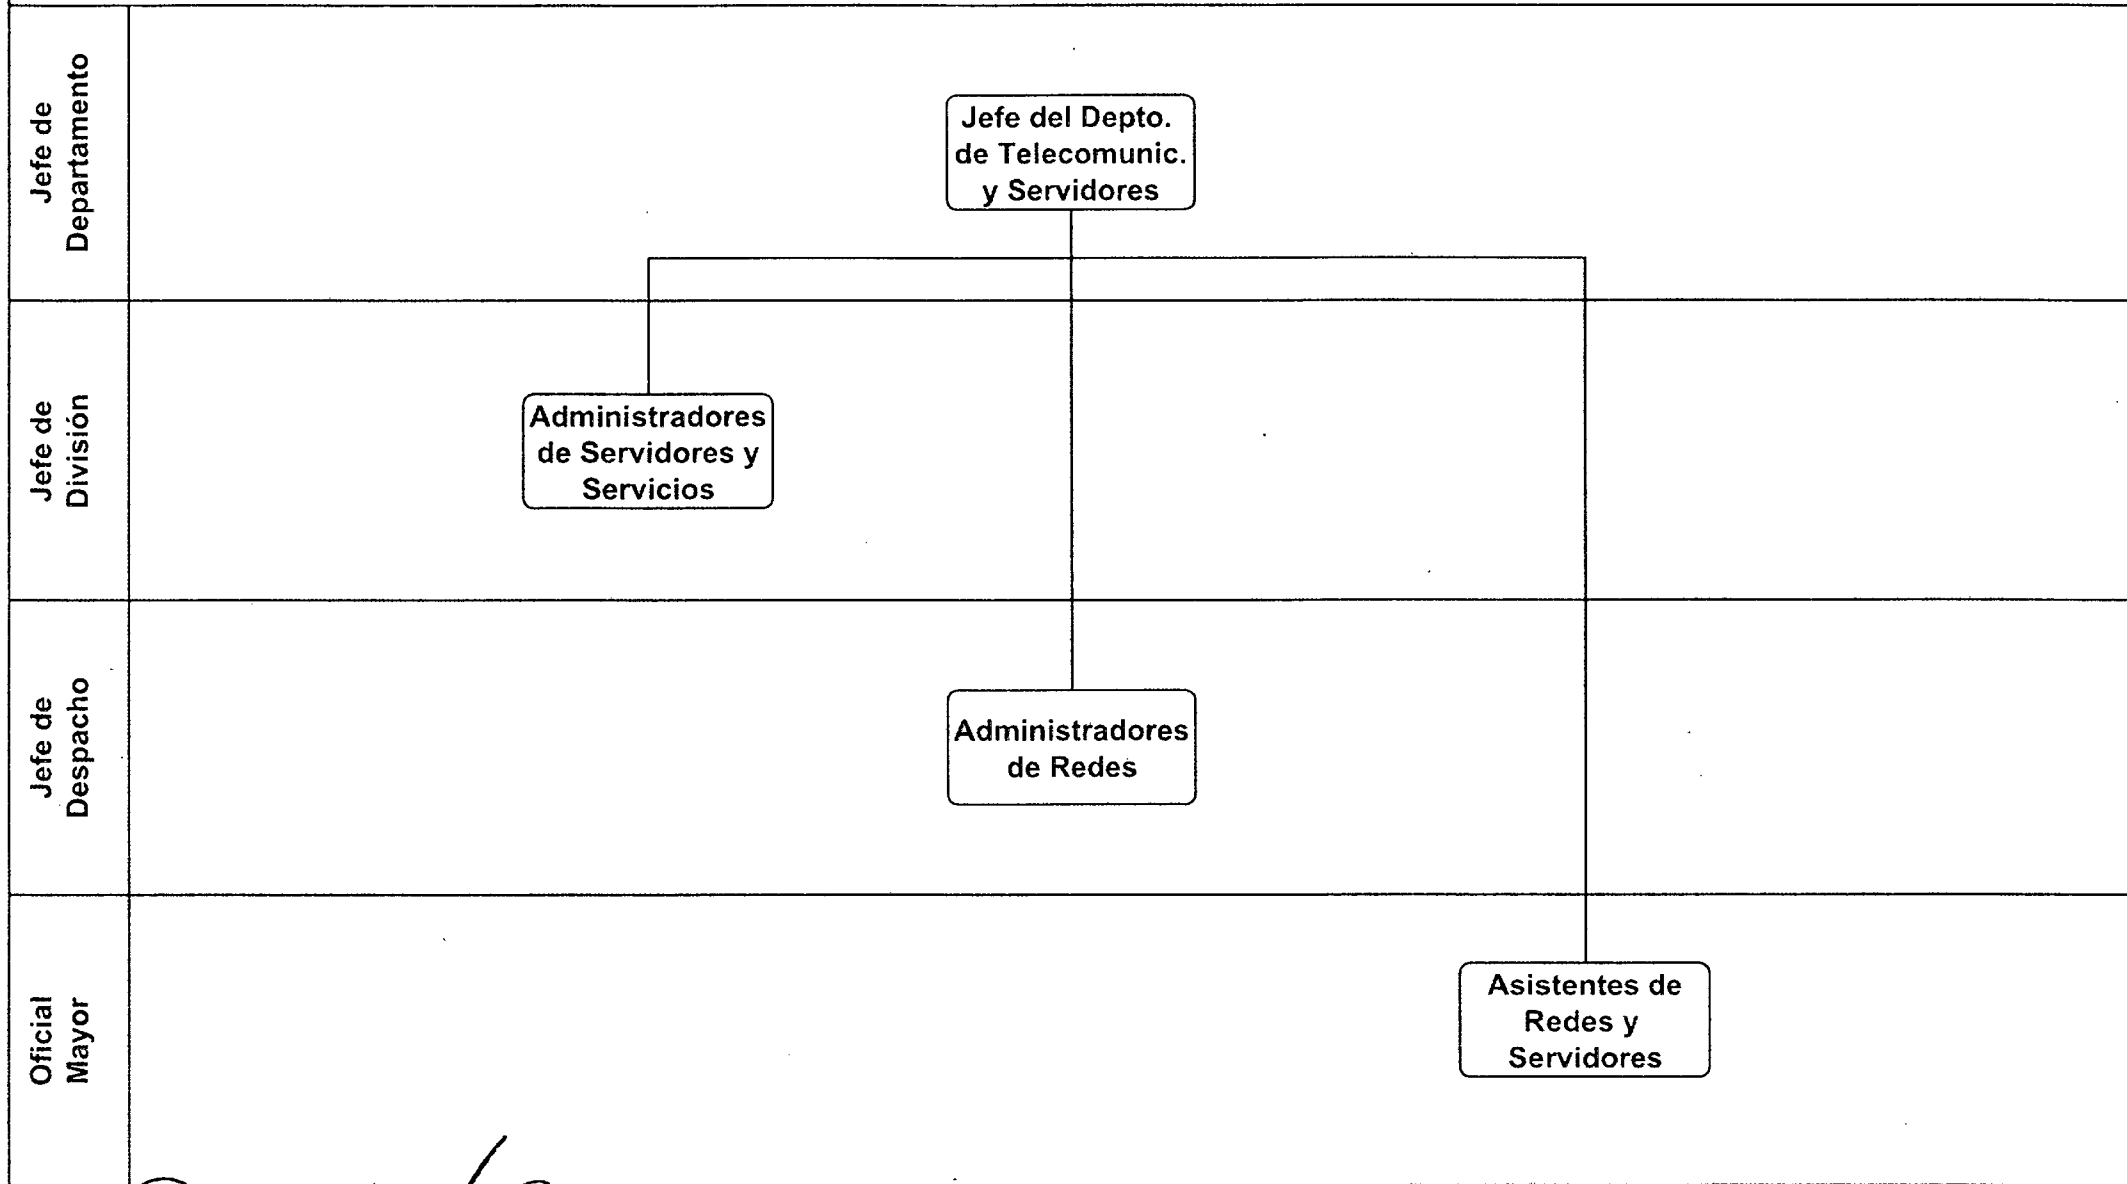 Jefe de
Departamento
Jefe del Depto.
de Telecomunic.
y Servidores
Jefe de
División
Administradores
de Servidores y
Servicios
Jefe de
Despacho
Administradores
de Redes
Oficial
Mayor
Asistentes de
Redes y
Servidores